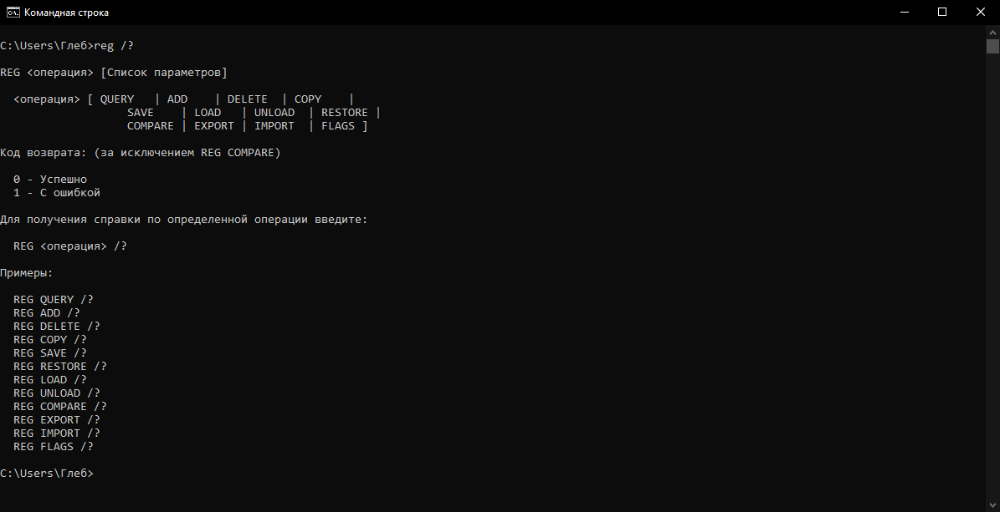 Командная строка
C:\Users\Глеб>reg /?
REG <операция> [Список параметров]
<операция> [ QUERY | ADD | DELETE | COPY |
SAVE | LOAD | UNLOAD | RESTORE |
COMPARE | EXPORT | IMPORT | FLAGS ]
Код возврата: (за исключением REG COMPARE)
0 - Успешно
1 - С ошибкой
Для получения справки по определенной операции введите:
REG <операция> /?
Примеры:
REG QUERY /?
REG ADD /?
REG DELETE /?
REG COPY /?
REG SAVE /?
REG RESTORE /?
REG LOAD /?
REG UNLOAD /?
REG COMPARE /?
REG EXPORT /?
REG IMPORT /?
REG FLAGS /?
C:\Users\Глеб>